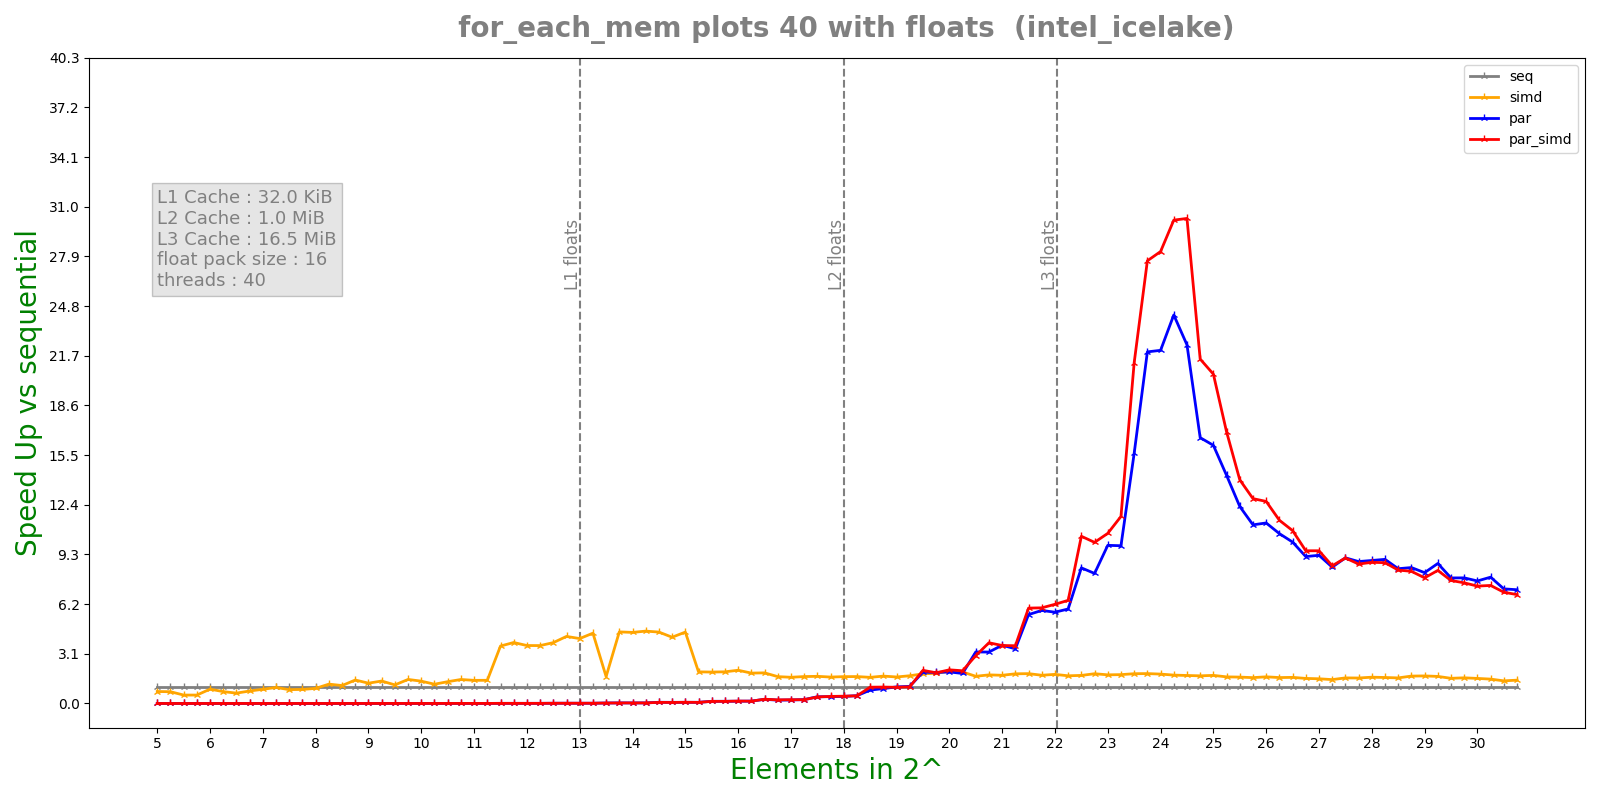 for_each_mem plots 40 with floats (intel_icelake)
Speed Up vs sequential
40.3
37.2
34.1
31.0
27.9
24.8
21.7
18.6
15.5
12.4
9.3
6.2
3.1
0.0
L1 Cache : 32.0 KiB
L2 Cache : 1.0 MiB
L3 Cache : 16.5 MiB
float pack size : 16
threads : 40
L1 floats
L2 floats
L3 floats
seq
simd
par
par_simd
5 6 7 8 9 10 11 12 13 14 15 16 17 18 19 20 21 22 23 24 25 26 27 28 29 30
Elements in 2^